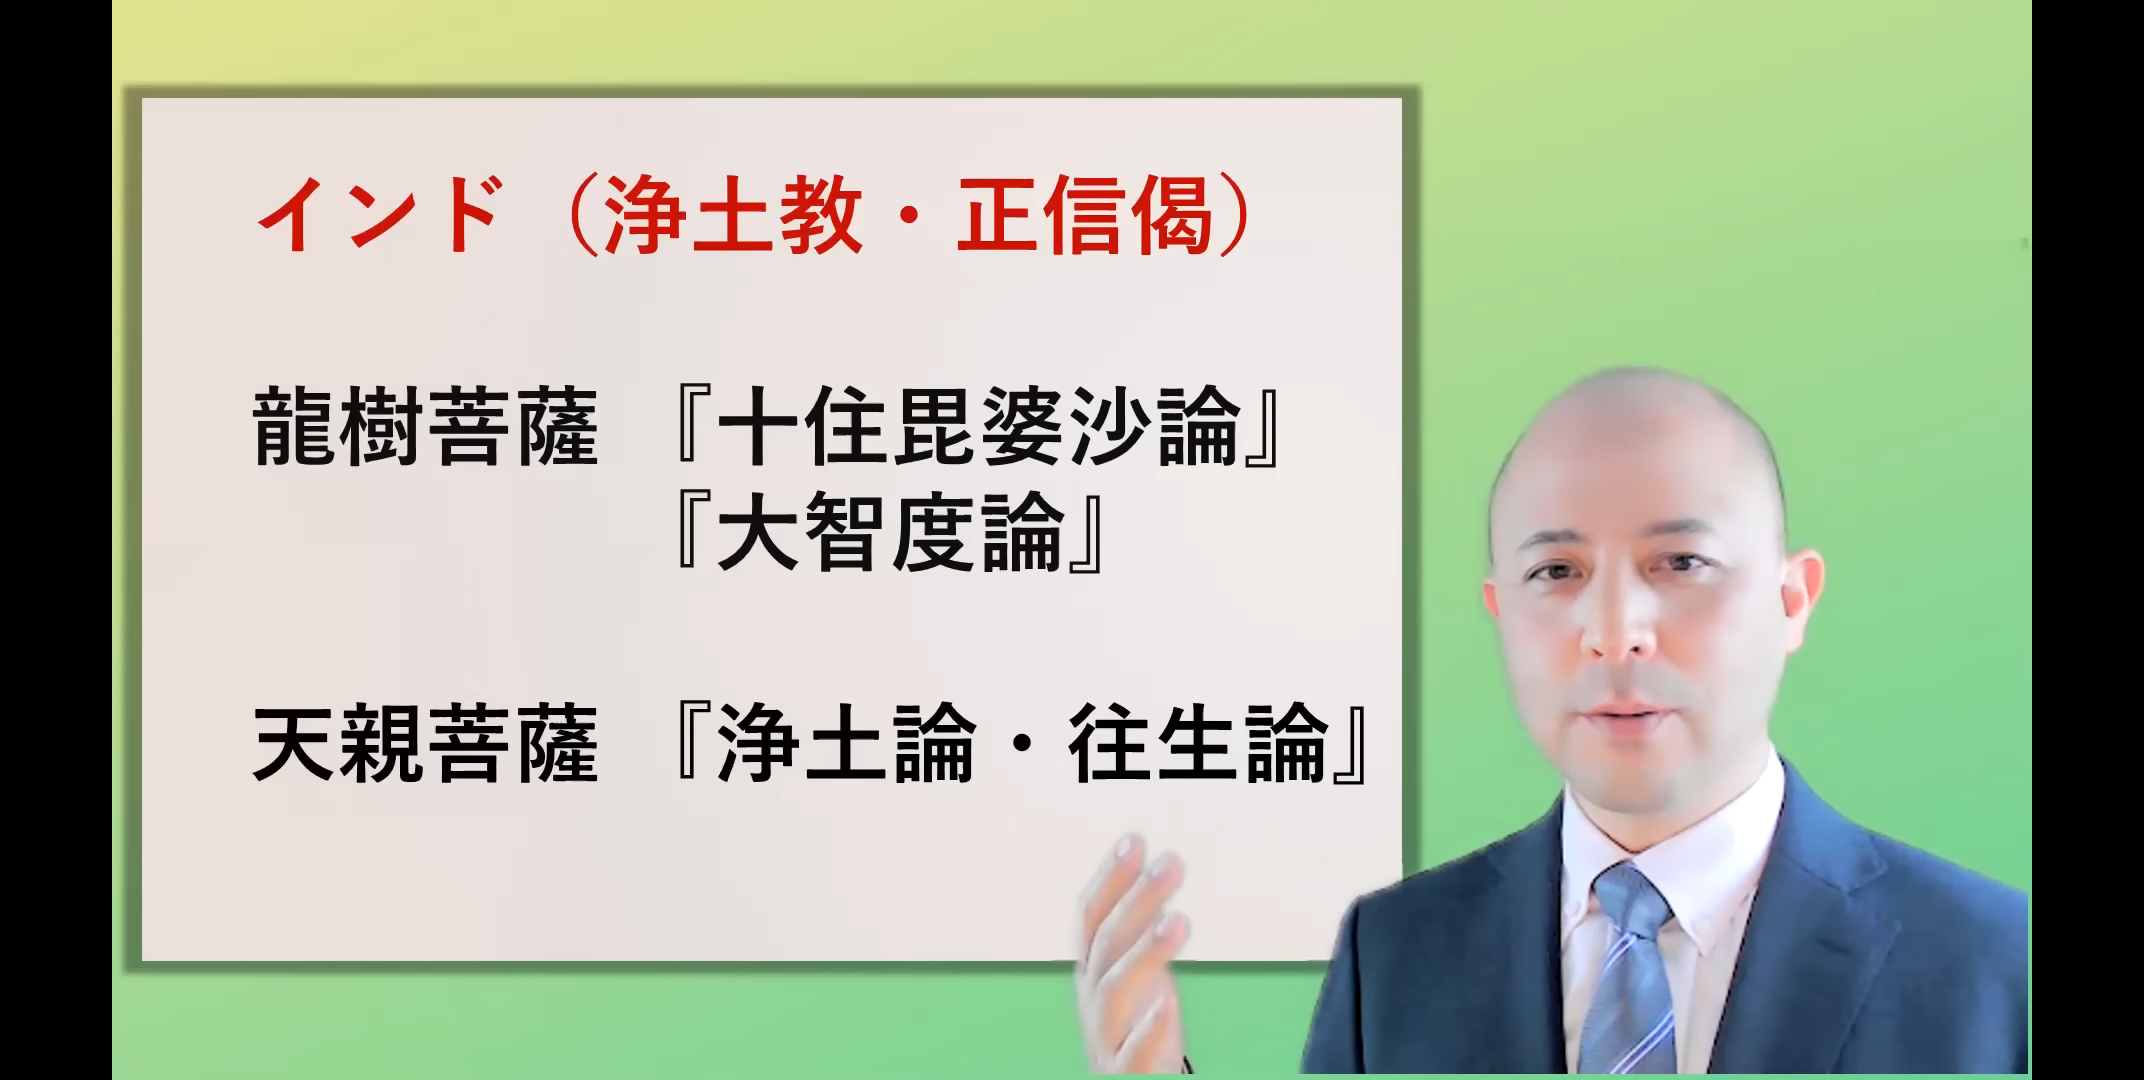 インド（浄土教・正信偈）
龍樹菩薩 『十住毘婆沙論』
『大智度論』
天親菩薩 『浄土論・往生論』